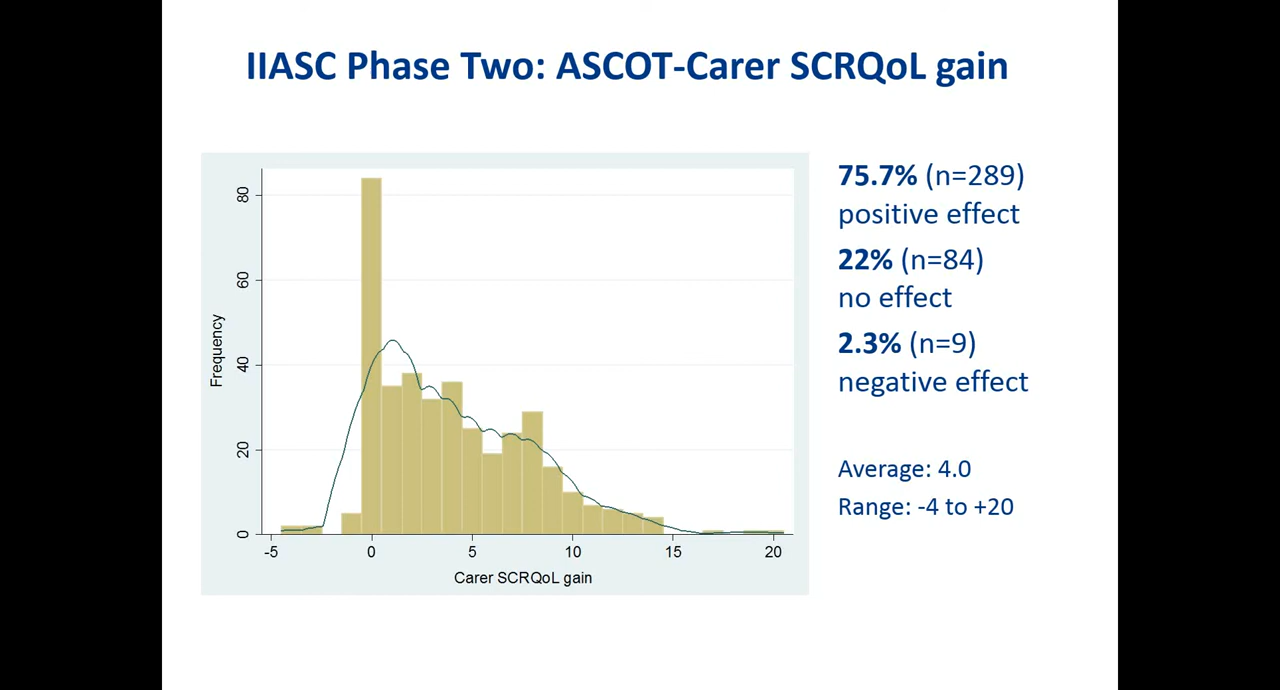 IIASC Phase Two: ASCOT-Carer SCRQoL gain
75.7% (n=289)
positive effect
22% (n=84)
no effect
2.3% (n=9)
negative effect
Average: 4.0
Range: -4 to +20
Frequency
80
60
40
20
0
-5 0 5 10 15 20
Carer SCRQoL gain